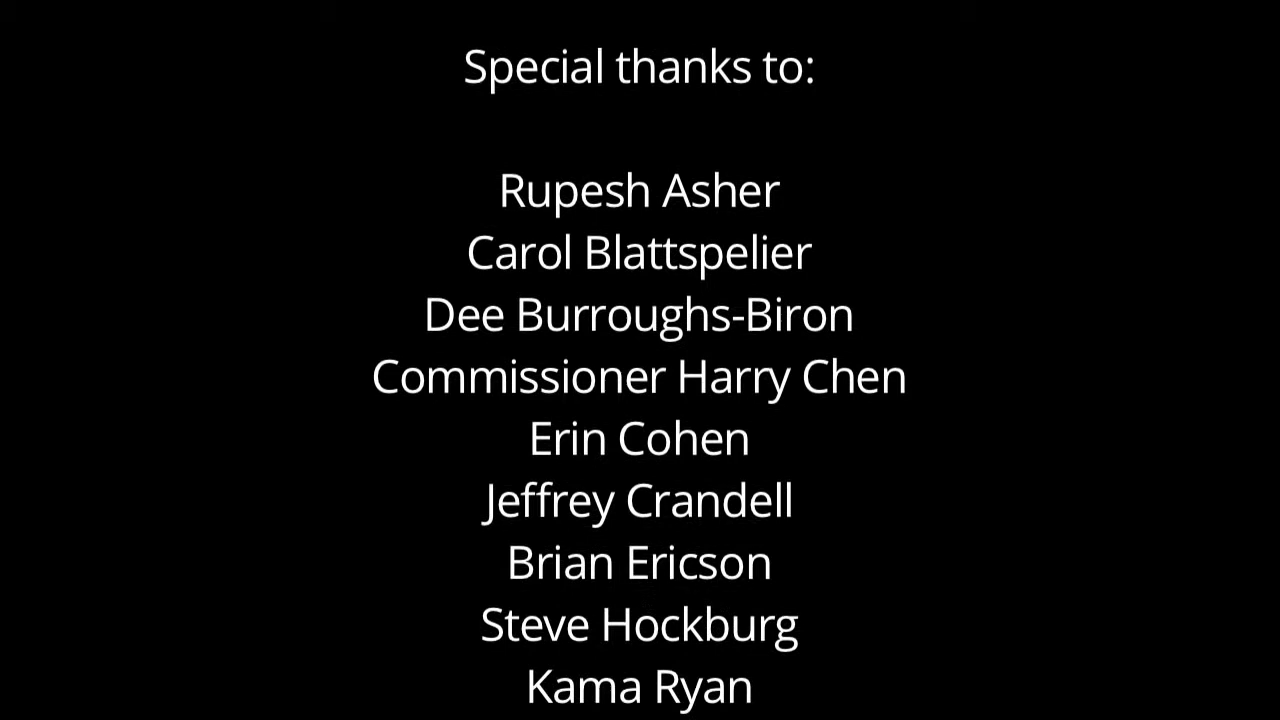 Special thanks to:
Rupesh Asher
Carol Blattspelier
Dee Burroughs-Biron
Commissioner Harry Chen
Erin Cohen
Jeffrey Crandell
Brian Ericson
Steve Hockburg
Kama Ryan